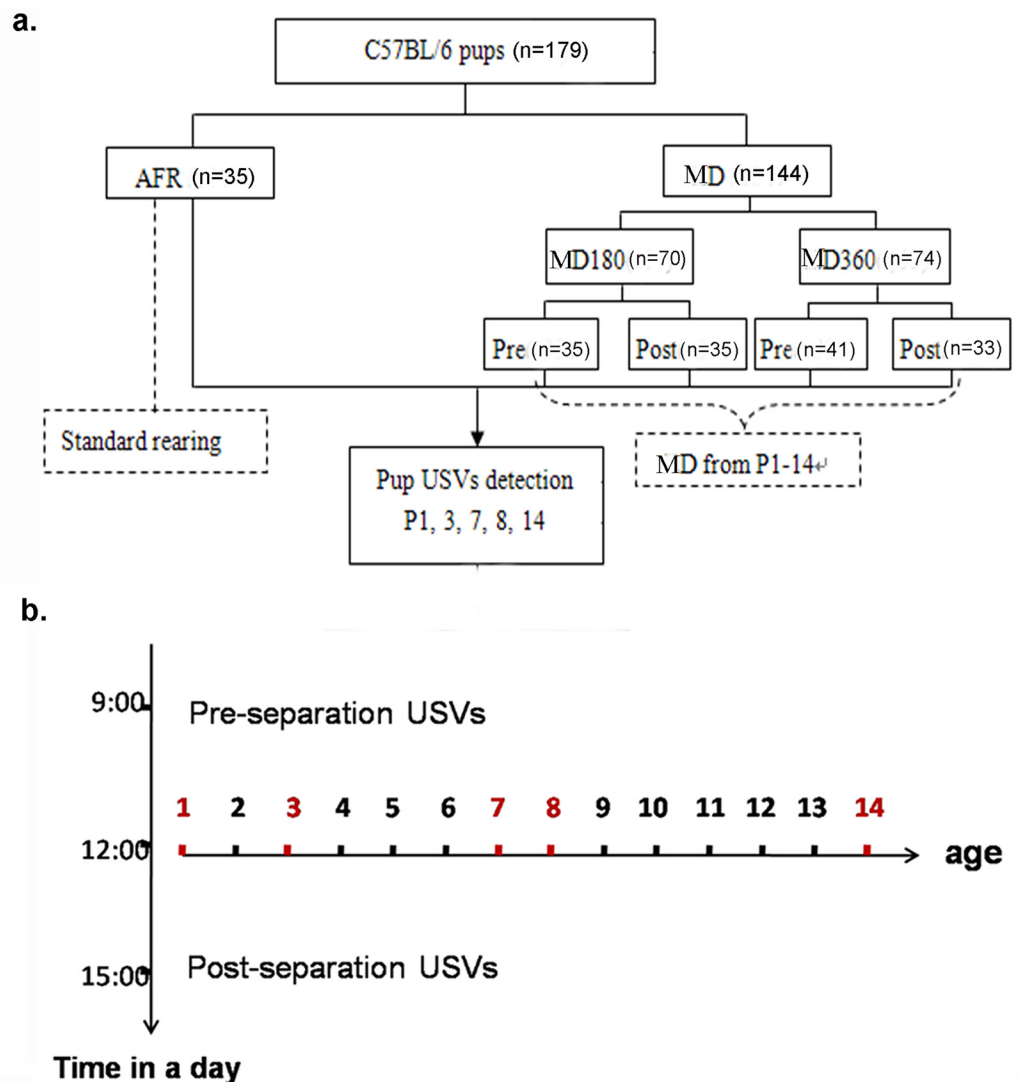 a.
C57BL/6 pups (n=179)
AFR (n=35)
MD (n=144)
MD180 (n=70)
MD360 (n=74)
Pre (n=35)
Post (n=35)
Pre (n=41)
Post (n=33)
Standard rearing
MD from P1-14↵
Pup USVs detection
P1, 3, 7, 8, 14
b.
9:00
Pre-separation USVs
1 2 3 4 5 6 7 8 9 10 11 12 13 14
12:00
age
15:00
Post-separation USVs
Time in a day